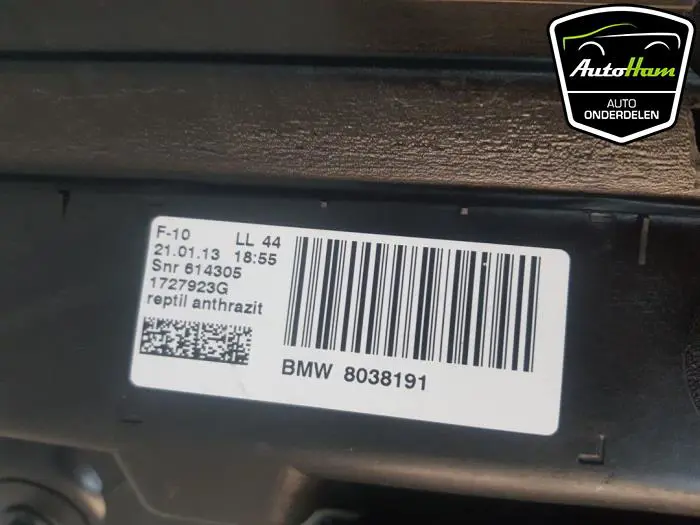 AutoHam
AUTO
ONDERDELEN
F-10 LL 44
21.01.13 18:55
Snr 614305
1727923G
reptil anthrazit
BMW 8038191